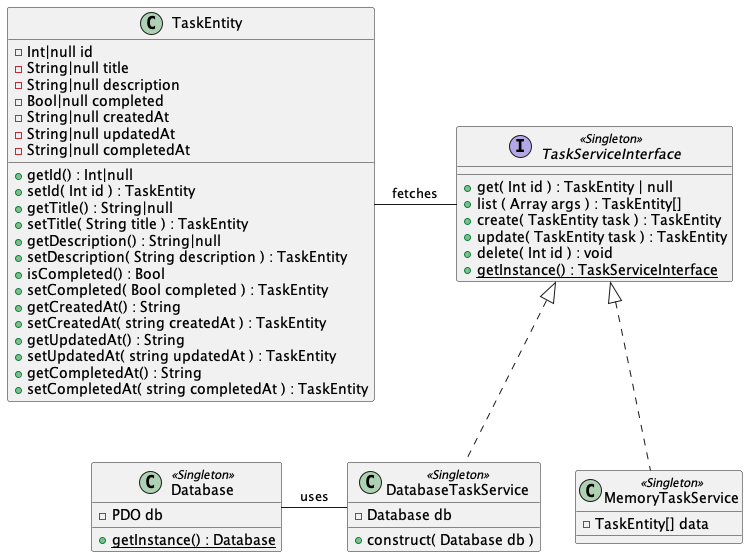 C TaskEntity
Int|null id
String|null title
String|null description
Bool|null completed
String|null createdAt
String|null updatedAt
String|null completedAt
getId() : Int|null
setId( Int id ) : TaskEntity
getTitle() : String|null
setTitle( String title ) : TaskEntity
getDescription() : String|null
setDescription( String description ) : TaskEntity
isCompleted() : Bool
setCompleted( Bool completed ) : TaskEntity
getCreatedAt() : String
setCreatedAt( string createdAt ) : TaskEntity
getUpdatedAt() : String
setUpdatedAt( string updatedAt ) : TaskEntity
getCompletedAt() : String
setCompletedAt( string completedAt ) : TaskEntity
fetches
«Singleton»
I TaskServiceInterface
get( Int id ) : TaskEntity | null
list ( Array args ) : TaskEntity[]
create( TaskEntity task ) : TaskEntity
update( TaskEntity task ) : TaskEntity
delete( Int id ) : void
getInstance() : TaskServiceInterface
«Singleton»
C Database
PDO db
getInstance() : Database
uses
«Singleton»
C DatabaseTaskService
Database db
construct( Database db )
«Singleton»
C MemoryTaskService
TaskEntity[] data